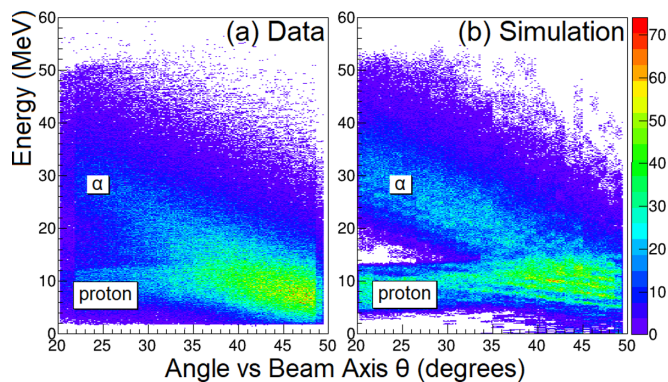 (a) Data
(b) Simulation
Energy (MeV)
60
50
40
30
20
10
0
α
proton
α
proton
70
60
50
40
30
20
10
0
20 25 30 35 40 45 50
20 25 30 35 40 45 50
Angle vs Beam Axis θ (degrees)